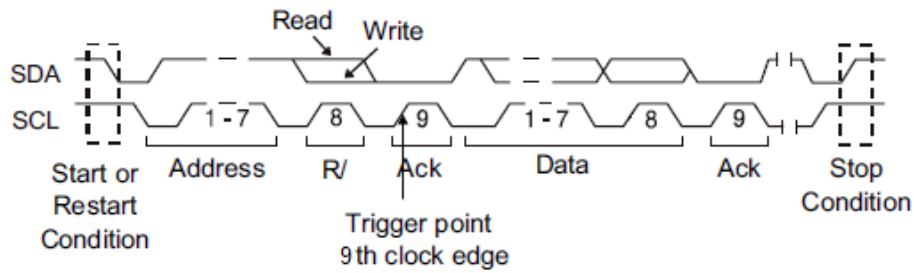 Read
Write
SDA
SCL
1 - 7
8
9
1 - 7
8
9
Address
R/
Ack
Data
Ack
Start or
Restart
Condition
Trigger point
9th clock edge
Stop
Condition